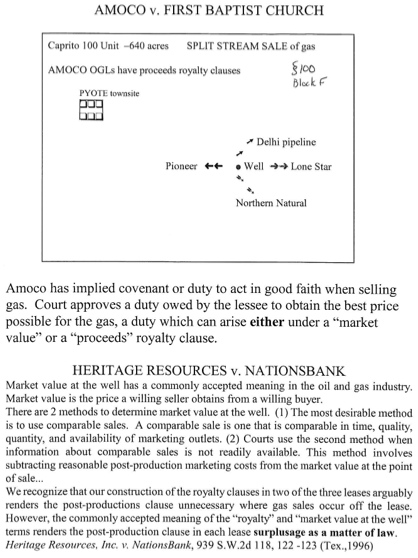 AMOCO v. FIRST BAPTIST CHURCH
Caprito 100 Unit –640 acres SPLIT STREAM SALE of gas
AMOCO OGLs have proceeds royalty clauses
§100
Block F
PYOTE townsite
Delhi pipeline
Pioneer Well Lone Star
Northern Natural
Amoco has implied covenant or duty to act in good faith when selling
gas. Court approves a duty owed by the lessee to obtain the best price
possible for the gas, a duty which can arise either under a “market
value” or a “proceeds” royalty clause.
HERITAGE RESOURCES v. NATIONSBANK
Market value at the well has a commonly accepted meaning in the oil and gas industry.
Market value is the price a willing seller obtains from a willing buyer.
There are 2 methods to determine market value at the well. (1) The most desirable method
is to use comparable sales. A comparable sale is one that is comparable in time, quality,
quantity, and availability of marketing outlets. (2) Courts use the second method when
information about comparable sales is not readily available. This method involves
subtracting reasonable post-production marketing costs from the market value at the point
of sale...
We recognize that our construction of the royalty clauses in two of the three leases arguably
renders the post-productions clause unnecessary where gas sales occur off the lease.
However, the commonly accepted meaning of the “royalty” and “market value at the well”
terms renders the post-production clause in each lease surplusage as a matter of law.
Heritage Resources, Inc. v. NationsBank, 939 S.W.2d 118, 122 -123 (Tex.,1996)